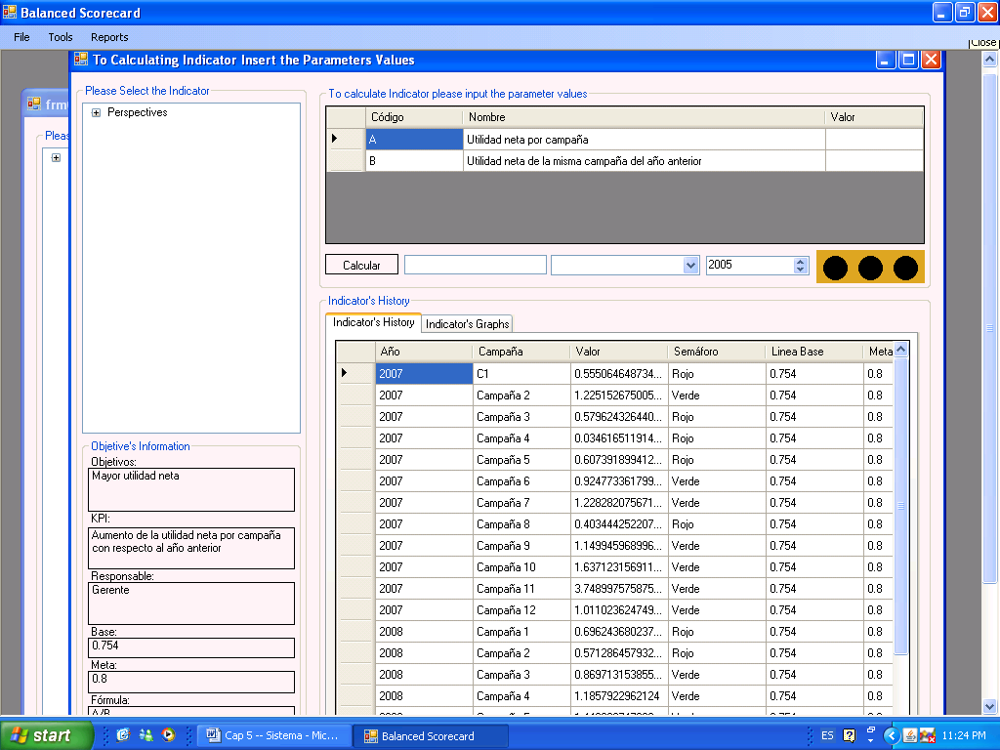 Balanced Scorecard
File Tools Reports
Close
To Calculating Indicator Insert the Parameters Values
Please Select the Indicator
Perspectives
To calculate Indicator please input the parameter values
Código Nombre Valor
A Utilidad neta por campaña
B Utilidad neta de la misma campaña del año anterior
Calcular 2005
Indicator's History
Indicator's History Indicator's Graphs
Año Campaña Valor Semáforo Linea Base Meta
2007 C1 0.555064648734... Rojo 0.754 0.8
2007 Campaña 2 1.225152675005... Verde 0.754 0.8
2007 Campaña 3 0.579624326440... Rojo 0.754 0.8
2007 Campaña 4 0.034616511914... Rojo 0.754 0.8
2007 Campaña 5 0.607391899412... Rojo 0.754 0.8
2007 Campaña 6 0.924773361799... Verde 0.754 0.8
2007 Campaña 7 1.228282075671... Verde 0.754 0.8
2007 Campaña 8 0.403444252207... Rojo 0.754 0.8
2007 Campaña 9 1.149945968996... Verde 0.754 0.8
2007 Campaña 10 1.637123156911... Verde 0.754 0.8
2007 Campaña 11 3.748997575875... Verde 0.754 0.8
2007 Campaña 12 1.011023624749... Verde 0.754 0.8
2008 Campaña 1 0.696243680237... Rojo 0.754 0.8
2008 Campaña 2 0.571286457932... Rojo 0.754 0.8
2008 Campaña 3 0.869713153855... Verde 0.754 0.8
2008 Campaña 4 1.1857922962124 Verde 0.754 0.8
Objetive's Information
Objetivos:
Mayor utilidad neta
KPI:
Aumento de la utilidad neta por campaña
con respecto al año anterior
Responsable:
Gerente
Base:
0.754
Meta:
0.8
Fórmula:
A/B
start Cap 5 -- Sistema - Mic... Balanced Scorecard ES 11:24 PM